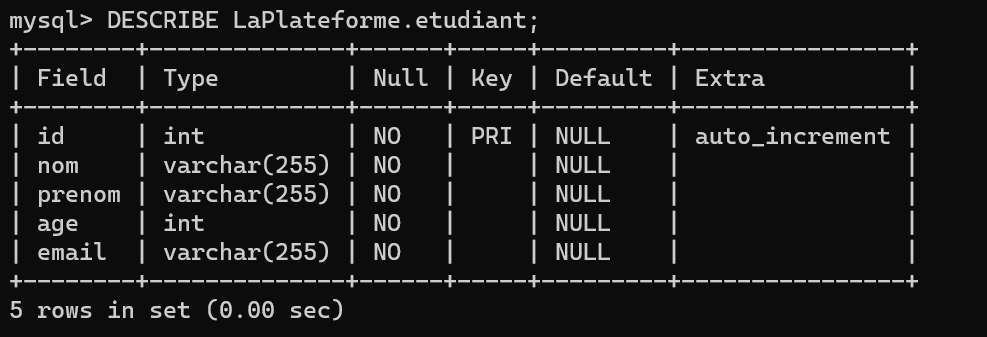 mysql> DESCRIBE LaPlateforme.etudiant;
+--------+--------------+------+-----+---------+----------------+
| Field  | Type         | Null | Key | Default | Extra          |
+--------+--------------+------+-----+---------+----------------+
| id     | int          | NO   | PRI | NULL    | auto_increment |
| nom    | varchar(255) | NO   |     | NULL    |                |
| prenom | varchar(255) | NO   |     | NULL    |                |
| age    | int          | NO   |     | NULL    |                |
| email  | varchar(255) | NO   |     | NULL    |                |
+--------+--------------+------+-----+---------+----------------+
5 rows in set (0.00 sec)